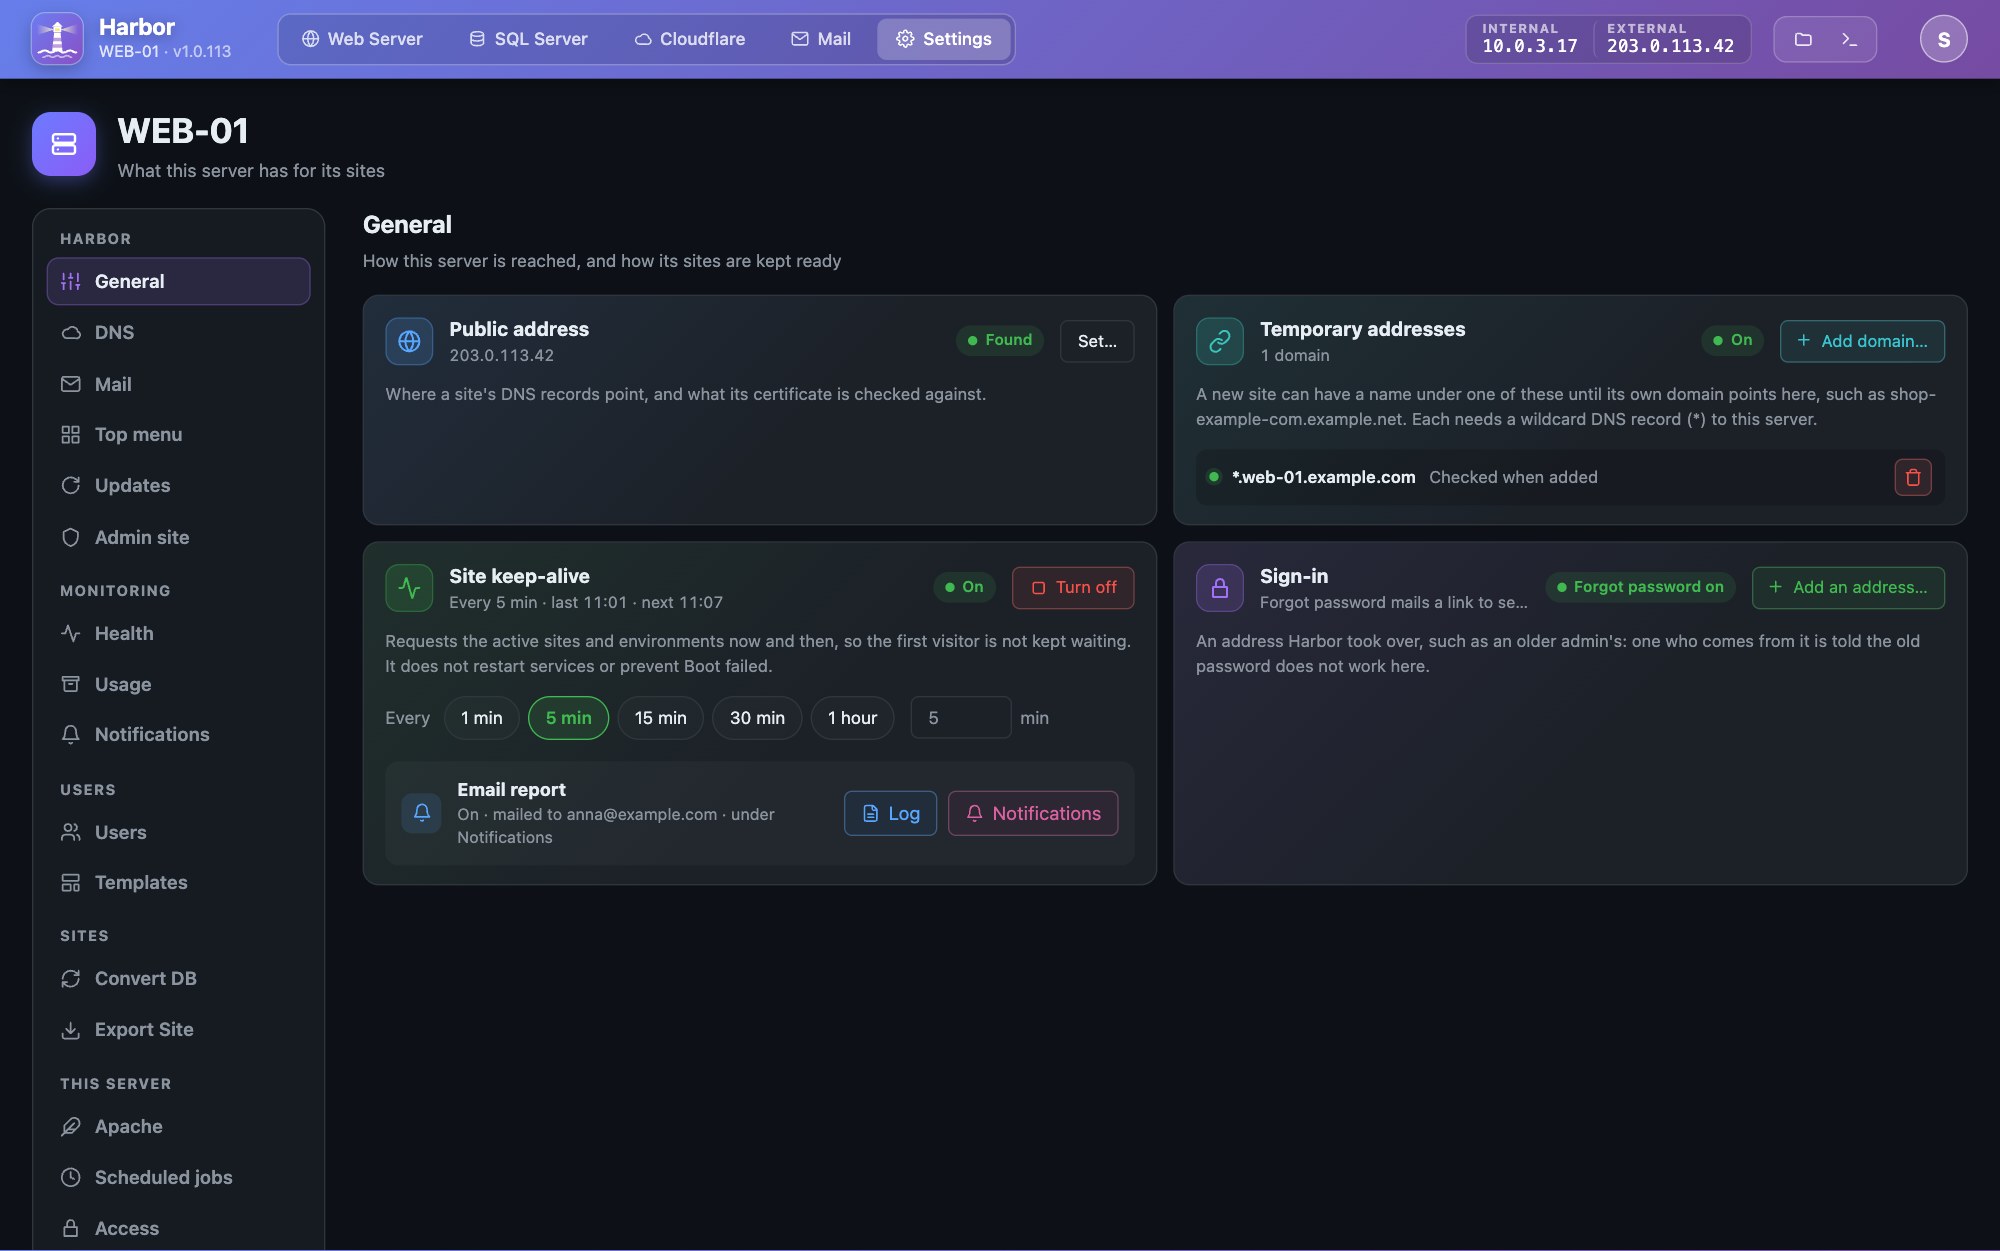 Harbor
WEB-01 · v1.0.113
Web Server
SQL Server
Cloudflare
Mail
Settings
INTERNAL
10.0.3.17
EXTERNAL
203.0.113.42
S
WEB-01
What this server has for its sites
HARBOR
General
DNS
Mail
Top menu
Updates
Admin site
MONITORING
Health
Usage
Notifications
USERS
Users
Templates
SITES
Convert DB
Export Site
THIS SERVER
Apache
Scheduled jobs
Access
General
How this server is reached, and how its sites are kept ready
Public address
203.0.113.42
Found
Set...
Where a site's DNS records point, and what its certificate is checked against.
Temporary addresses
1 domain
On
+ Add domain...
A new site can have a name under one of these until its own domain points here, such as shop-
example-com.example.net. Each needs a wildcard DNS record (*) to this server.
*.web-01.example.com Checked when added
Site keep-alive
Every 5 min · last 11:01 · next 11:07
On
Turn off
Requests the active sites and environments now and then, so the first visitor is not kept waiting.
It does not restart services or prevent Boot failed.
Every 1 min 5 min 15 min 30 min 1 hour 5 min
Email report
On · mailed to anna@example.com · under
Notifications
Log
Notifications
Sign-in
Forgot password mails a link to se...
Forgot password on
+ Add an address...
An address Harbor took over, such as an older admin's: one who comes from it is told the old
password does not work here.